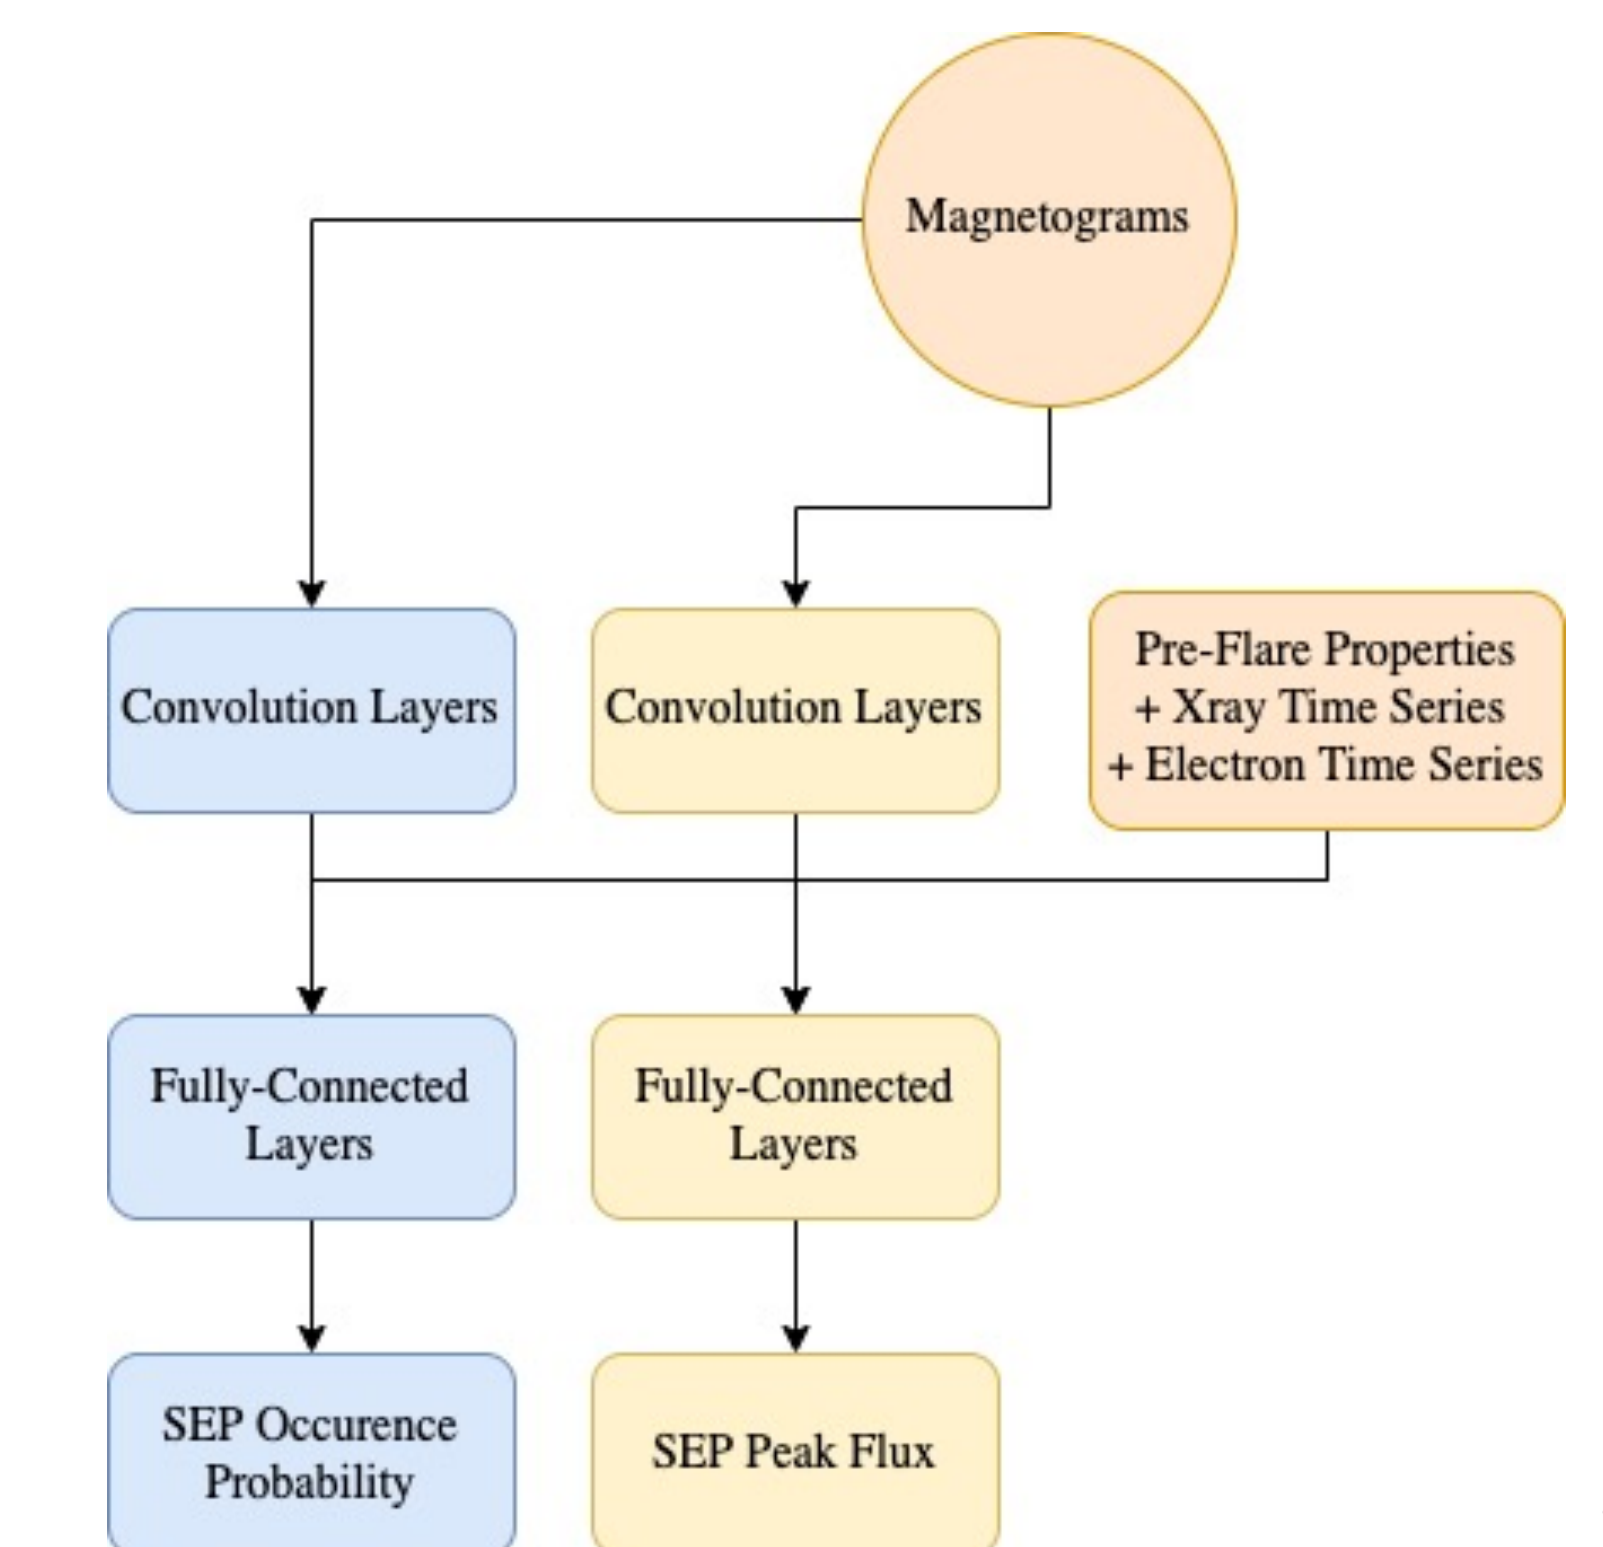 Magnetograms
Convolution Layers
Convolution Layers
Pre-Flare Properties
+ Xray Time Series
+ Electron Time Series
Fully-Connected
Layers
Fully-Connected
Layers
SEP Occurence
Probability
SEP Peak Flux